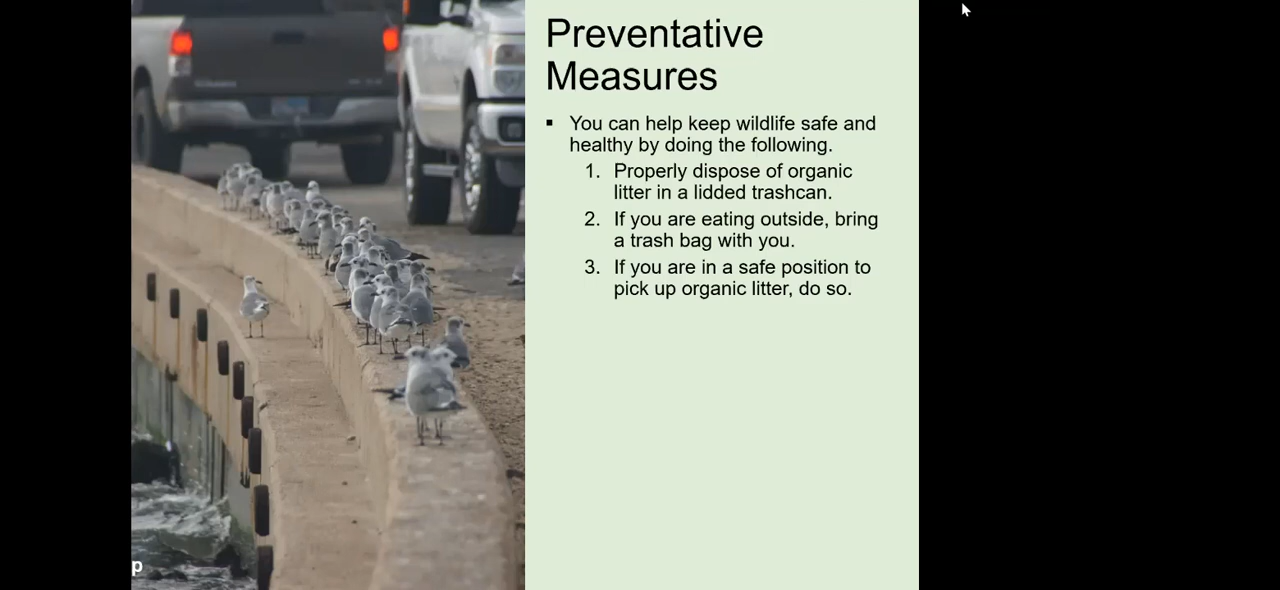 Preventative
Measures
▪ You can help keep wildlife safe and
healthy by doing the following.
1. Properly dispose of organic
litter in a lidded trashcan.
2. If you are eating outside, bring
a trash bag with you.
3. If you are in a safe position to
pick up organic litter, do so.
p